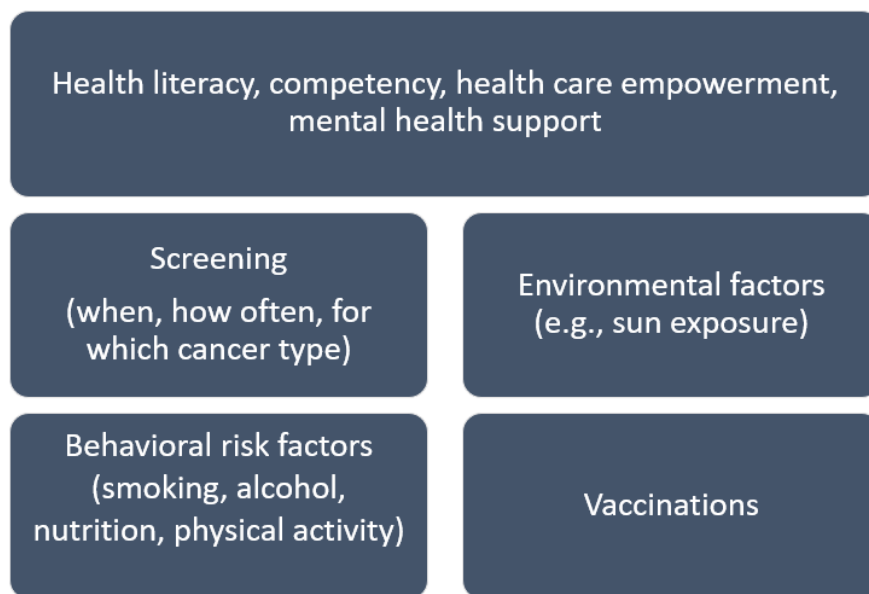 Health literacy, competency, health care empowerment,
mental health support
Screening
(when, how often, for
which cancer type)
Environmental factors
(e.g., sun exposure)
Behavioral risk factors
(smoking, alcohol,
nutrition, physical activity)
Vaccinations